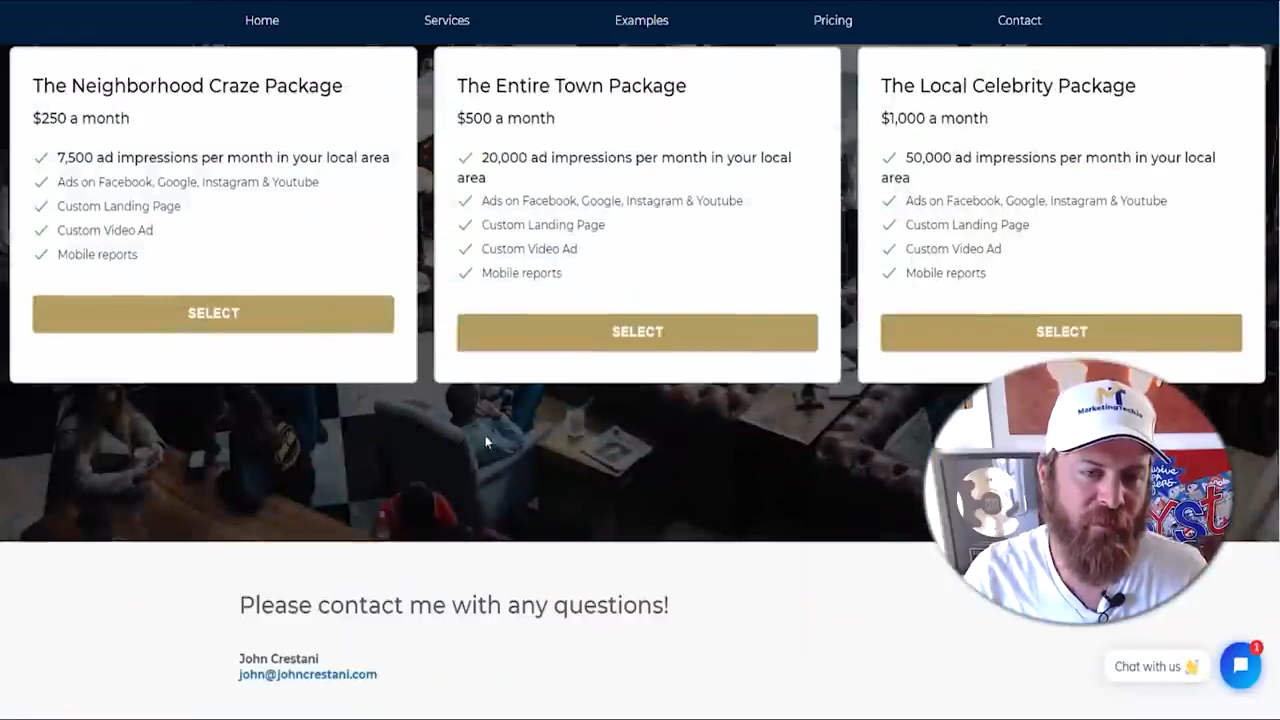 Home Services Examples Pricing Contact
The Neighborhood Craze Package
$250 a month
7,500 ad impressions per month in your local area
Ads on Facebook, Google, Instagram & Youtube
Custom Landing Page
Custom Video Ad
Mobile reports
SELECT
The Entire Town Package
$500 a month
20,000 ad impressions per month in your local
area
Ads on Facebook, Google, Instagram & Youtube
Custom Landing Page
Custom Video Ad
Mobile reports
SELECT
The Local Celebrity Package
$1,000 a month
50,000 ad impressions per month in your local
area
Ads on Facebook, Google, Instagram & Youtube
Custom Landing Page
Custom Video Ad
Mobile reports
SELECT
MT
MarketingTech.io
yst
Please contact me with any questions!
John Crestani
john@johncrestani.com
Chat with us 👋
1